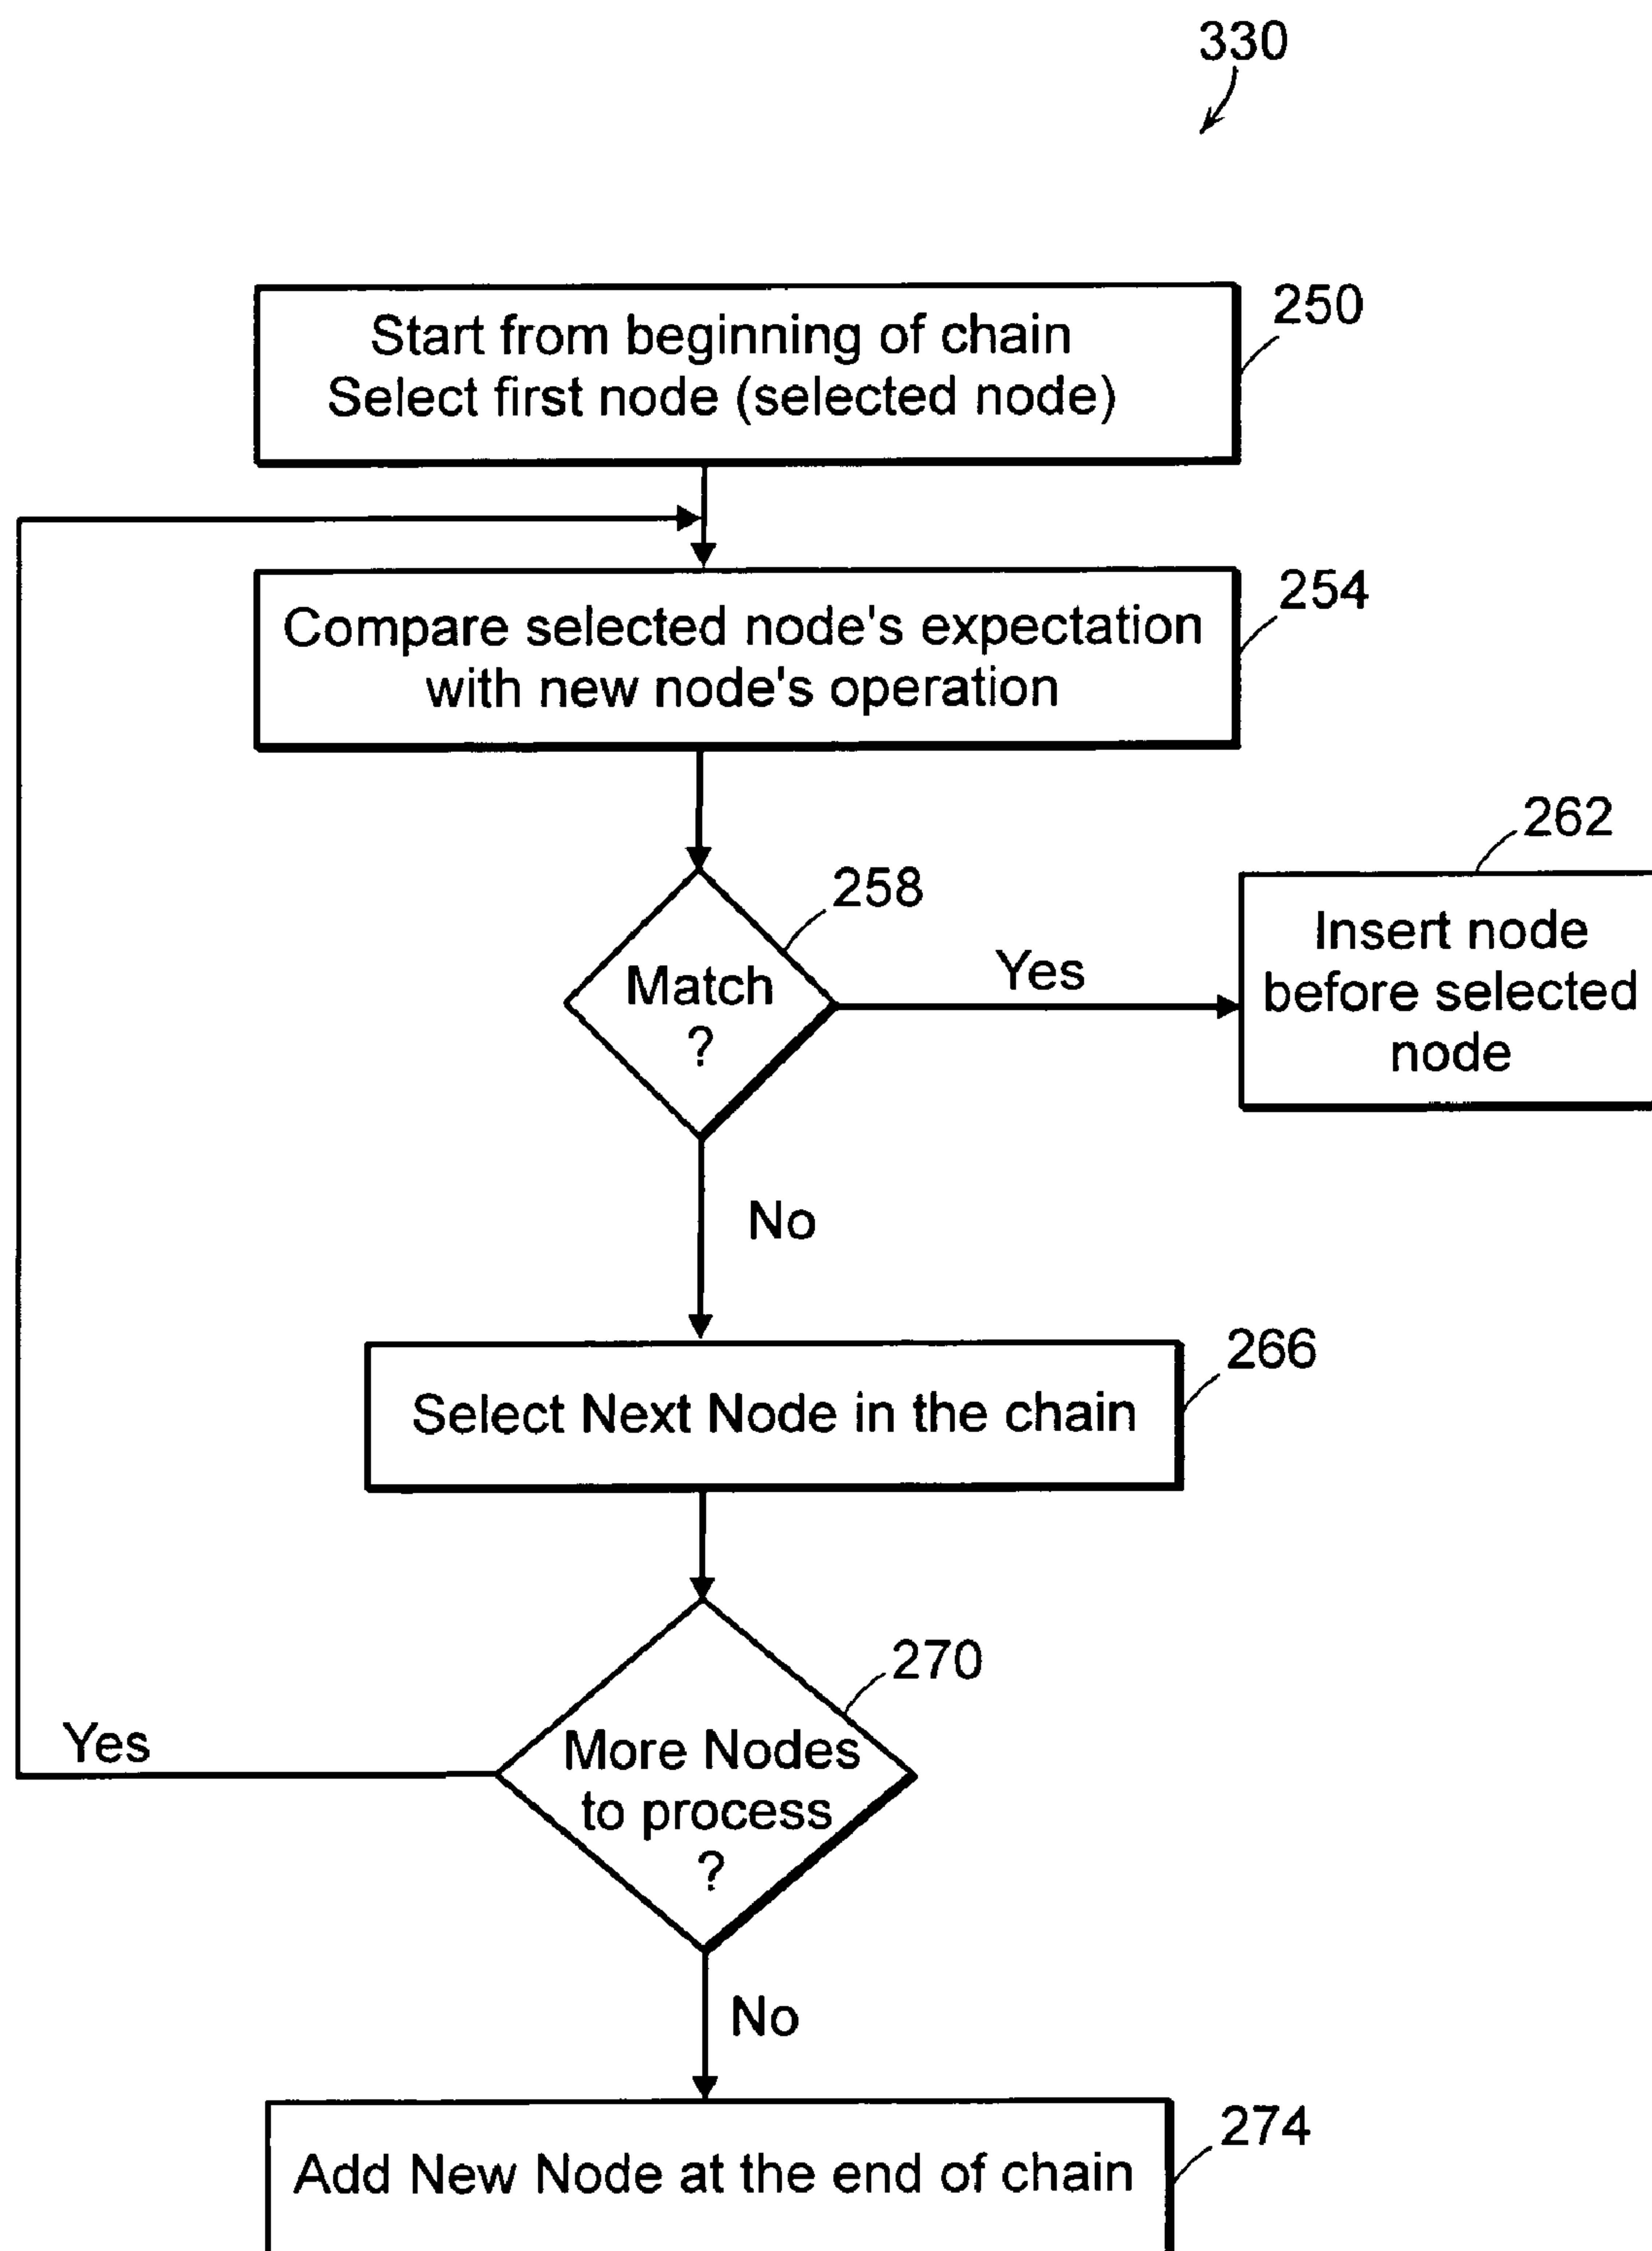 330
Start from beginning of chain
Select first node (selected node)
250
Compare selected node's expectation
with new node's operation
254
Match
?
258
Yes
Insert node
before selected
node
262
No
Select Next Node in the chain
266
More Nodes
to process
?
270
Yes
No
Add New Node at the end of chain
274